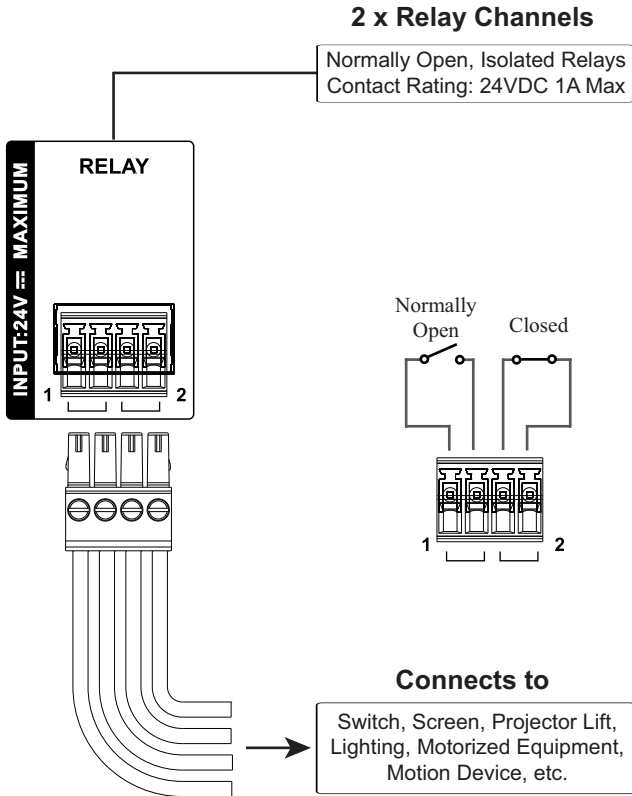 2 x Relay Channels
Normally Open, Isolated Relays
Contact Rating: 24VDC 1A Max
INPUT:24V ⎓ MAXIMUM
RELAY
1 2
Normally
Open
Closed
1 2
Connects to
Switch, Screen, Projector Lift,
Lighting, Motorized Equipment,
Motion Device, etc.